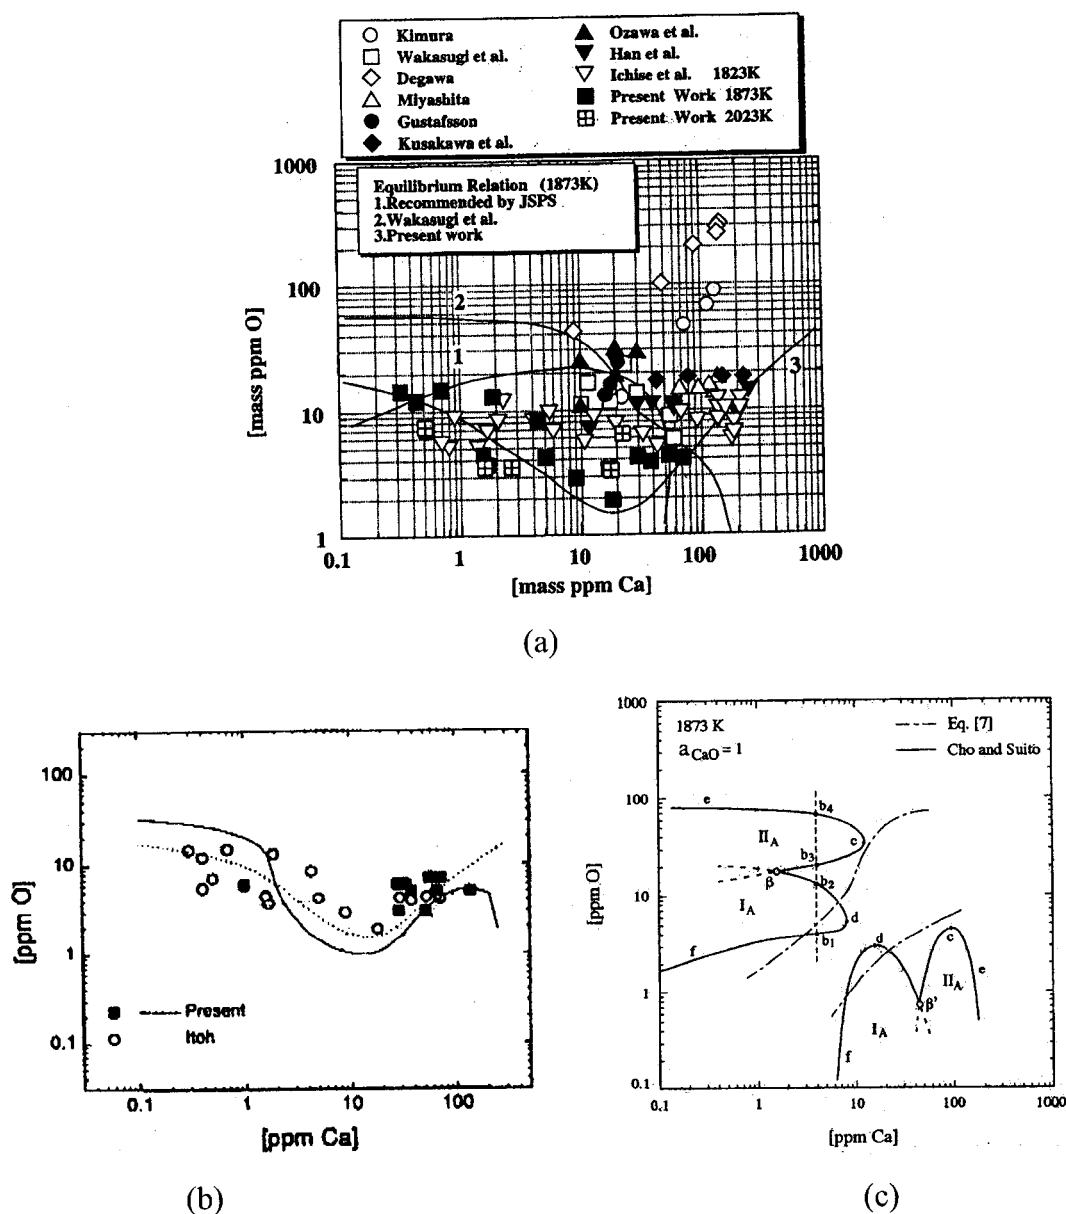 Kimura
Wakasugi et al.
Degawa
Miyashita
Gustafsson
Kusakawa et al.
Ozawa et al.
Han et al.
Ichise et al. 1823K
Present Work 1873K
Present Work 2023K
Equilibrium Relation (1873K)
1.Recommended by JSPS
2.Wakasugi et al.
3.Present work
1000
100
10
1
[mass ppm O]
2
1
3
0.1 1 10 100 1000
[mass ppm Ca]
(a)
100
10
1
0.1
[ppm O]
Present
Itoh
0.1 1 10 100
[ppm Ca]
(b)
1000
100
10
1
0.1
[ppm O]
1873 K
a CaO = 1
Eq. [7]
Cho and Suito
e b4
IIA c
b3
β b2
IA
d
f b1
d c
IIA e
β'
IA
f
0.1 1 10 100 1000
[ppm Ca]
(c)